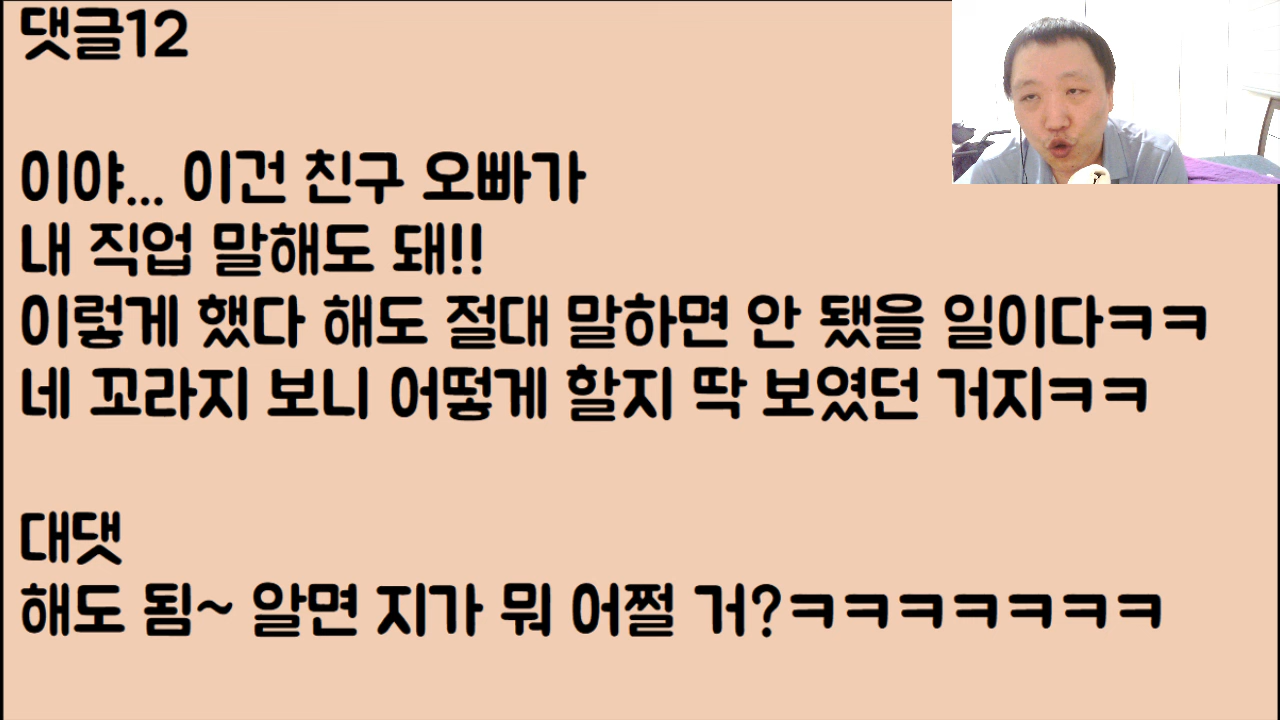 댓글12
이야... 이건 친구 오빠가
내 직업 말해도 돼!!
이렇게 했다 해도 절대 말하면 안 됐을 일이다ㅋㅋ
네 꼬라지 보니 어떻게 할지 딱 보였던 거지ㅋㅋ
대댓
해도 됨~ 알면 지가 뭐 어쩔 거?ㅋㅋㅋㅋㅋㅋㅋ